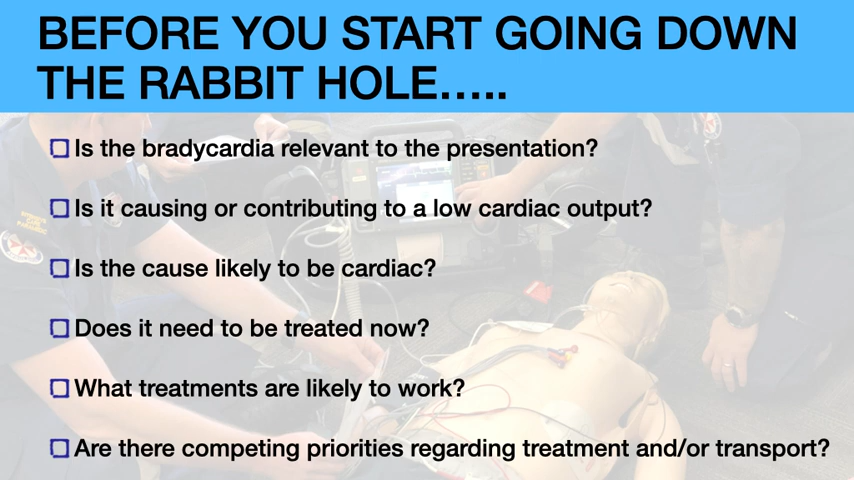 BEFORE YOU START GOING DOWN
THE RABBIT HOLE.....
Is the bradycardia relevant to the presentation?
Is it causing or contributing to a low cardiac output?
Is the cause likely to be cardiac?
Does it need to be treated now?
What treatments are likely to work?
Are there competing priorities regarding treatment and/or transport?